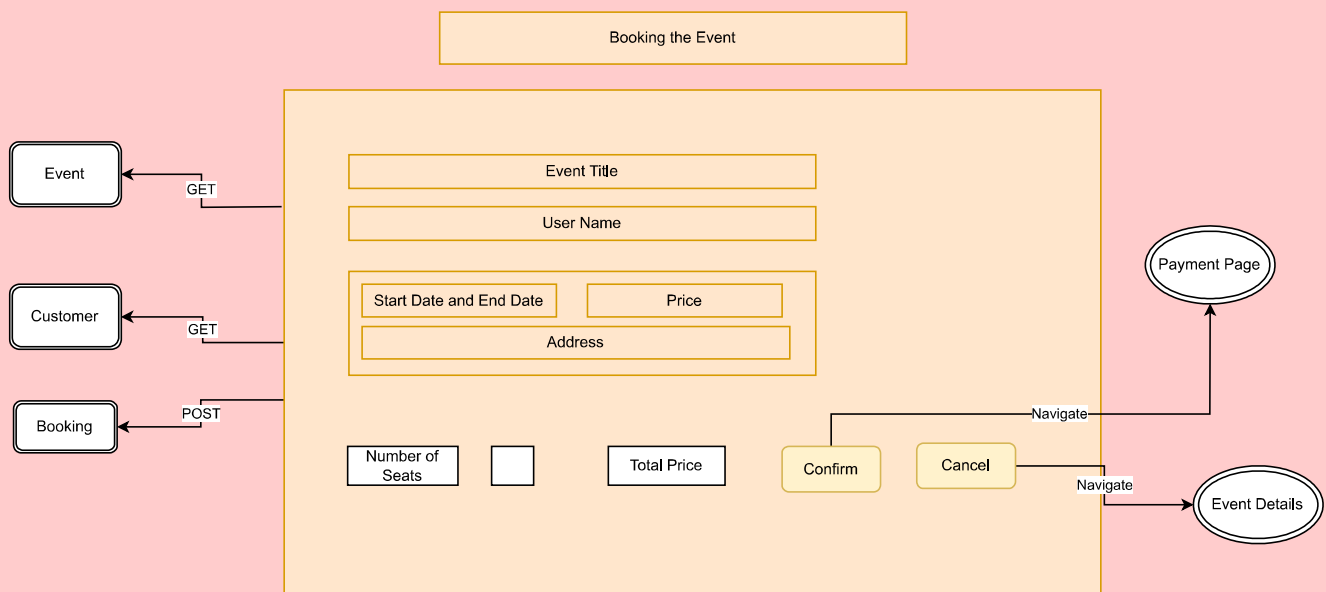 Booking the Event
Event Title
Event
GET
User Name
Payment Page
Start Date and End Date
Price
Customer
GET
Address
Navigate
POST
Booking
Number of
Seats
Total Price
Confirm
Cancel
Navigate
Event Details